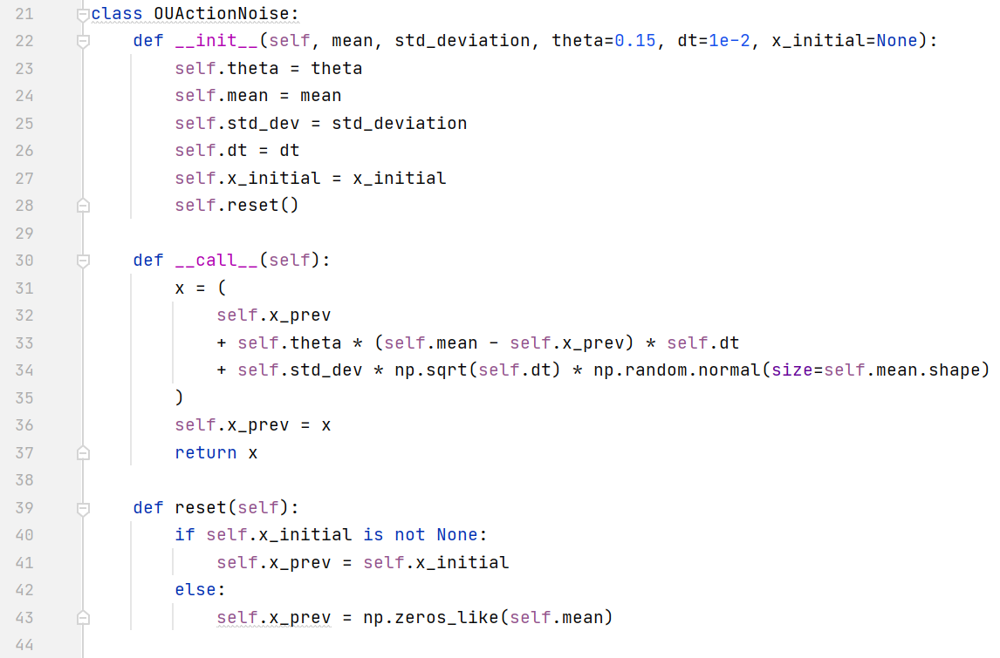 21 class OUActionNoise:
22     def __init__(self, mean, std_deviation, theta=0.15, dt=1e-2, x_initial=None):
23         self.theta = theta
24         self.mean = mean
25         self.std_dev = std_deviation
26         self.dt = dt
27         self.x_initial = x_initial
28         self.reset()
29
30     def __call__(self):
31         x = (
32             self.x_prev
33             + self.theta * (self.mean - self.x_prev) * self.dt
34             + self.std_dev * np.sqrt(self.dt) * np.random.normal(size=self.mean.shape)
35         )
36         self.x_prev = x
37         return x
38
39     def reset(self):
40         if self.x_initial is not None:
41             self.x_prev = self.x_initial
42         else:
43             self.x_prev = np.zeros_like(self.mean)
44